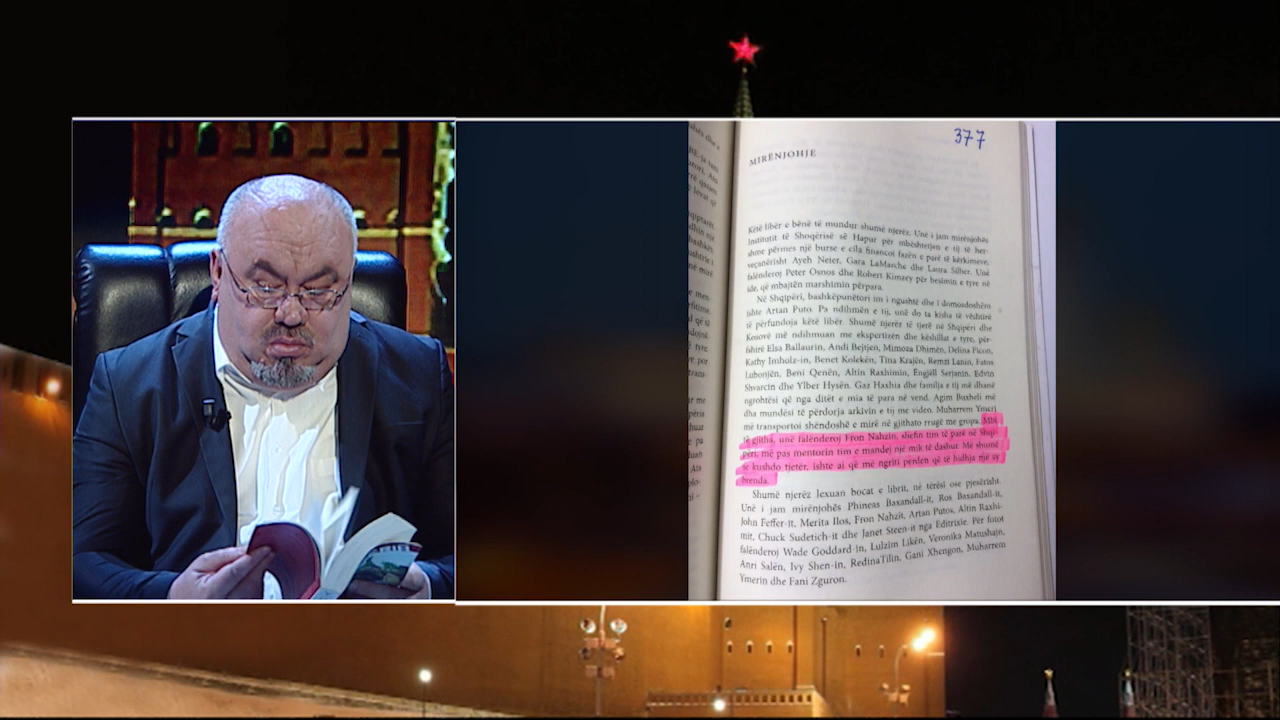 377
MIRËNJOHJE
Këtë libër e bënë të mundur shumë njerëz. Unë i jam mirënjohës
Institutit të Shoqërisë së Hapur për mbështetjen e tij të her-
shme përmes një burse e cila financoi fazën e parë të kërkimeve,
veçanërisht Ayeh Neter, Gara LaMarche dhe Laura Silber. Unë
falënderoj Peter Osnos dhe Robert Kimzey për besimin e tyre në
ide, që mbajtën marshimin përpara.
Në Shqipëri, bashkëpunëtori im i ngushtë dhe i domosdoshëm
ishte Artan Puto. Pa ndihmën e tij, unë do ta kisha të vështirë
të përfundoja këtë libër. Shumë njerëz të tjerë në Shqipëri dhe
Kosovë më ndihmuan me ekspertizën dhe këshillat e tyre, për-
fshirë Elsa Ballaurin, Andi Bejtjen, Mimoza Dhimën, Delina Ficon,
Kathy Imholz-in, Benet Kolekën, Tina Krajën, Remzi Lanin, Fatos
Lubonjën, Beni Qenën, Altin Raxhimin, Engjëll Serjanin, Edvin
Shvarcin dhe Ylber Hysën. Gaz Haxhia dhe familja e tij më dhanë
ngrohtësi që nga ditët e mia të para në vend. Agim Buxheli më
dha mundësi të përdorja arkivin e tij me video. Muharrem Ymeri
më transportoi shëndoshë e mirë në gjithato rrugë me gropa. Mbi
të gjitha, unë falënderoj Fron Nahzin, shefin tim të parë në Shqi-
përi, më pas mentorin tim e mandej një mik të dashur. Më shumë
se kushdo tjetër, ishte ai që më ngriti perden që të hidhja një sy
brenda.
Shumë njerëz lexuan bocat e librit, në tërësi ose pjesërisht.
Unë i jam mirënjohës Phineas Baxandall-it, Ros Baxandall-it,
John Feffer-it, Merita Ilos, Fron Nahzit, Artan Putos, Altin Raxhi-
mit, Chuck Sudetich-it dhe Janet Steen-it nga Editrixie. Për fotot
falënderoj Wade Goddard-in, Lulzim Likën, Veronika Matushajn,
Anri Salën, Ivy Shen-in, RedinaTilin, Gani Xhengon, Muharrem
Ymerin dhe Fani Zguron.